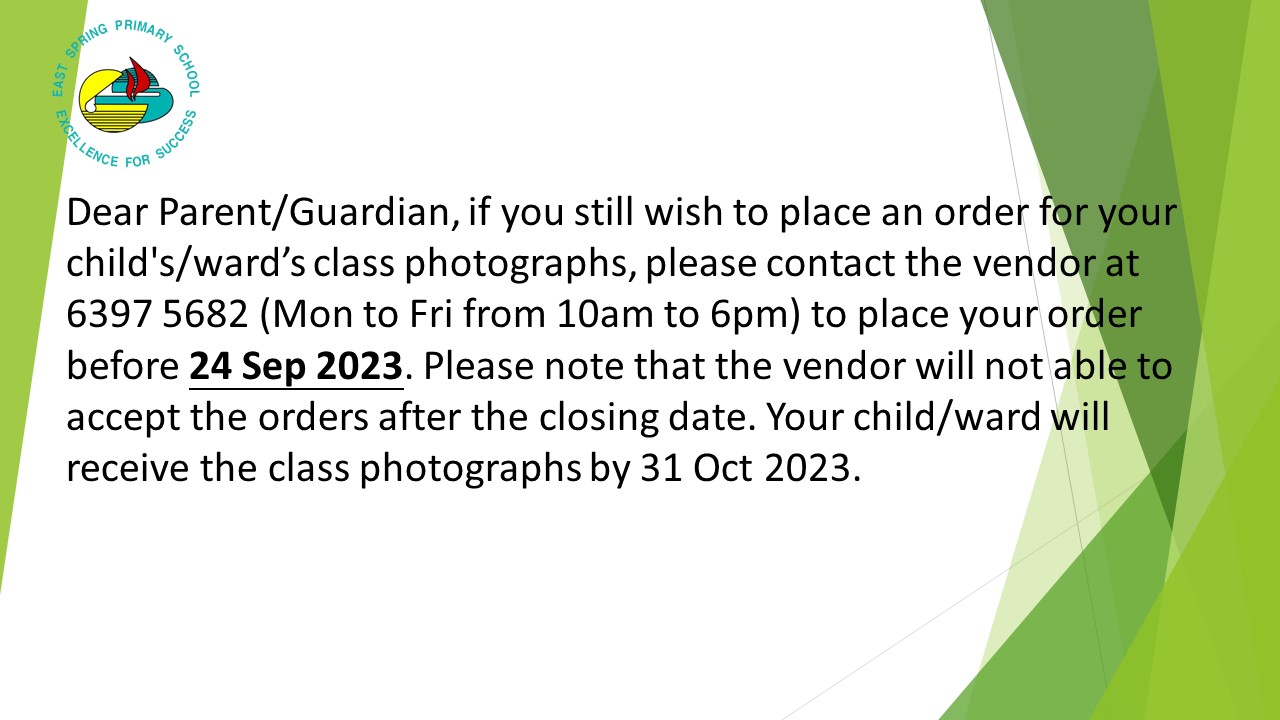 EAST SPRING PRIMARY SCHOOL
EXCELLENCE FOR SUCCESS
Dear Parent/Guardian, if you still wish to place an order for your
child's/ward’s class photographs, please contact the vendor at
6397 5682 (Mon to Fri from 10am to 6pm) to place your order
before 24 Sep 2023. Please note that the vendor will not able to
accept the orders after the closing date. Your child/ward will
receive the class photographs by 31 Oct 2023.